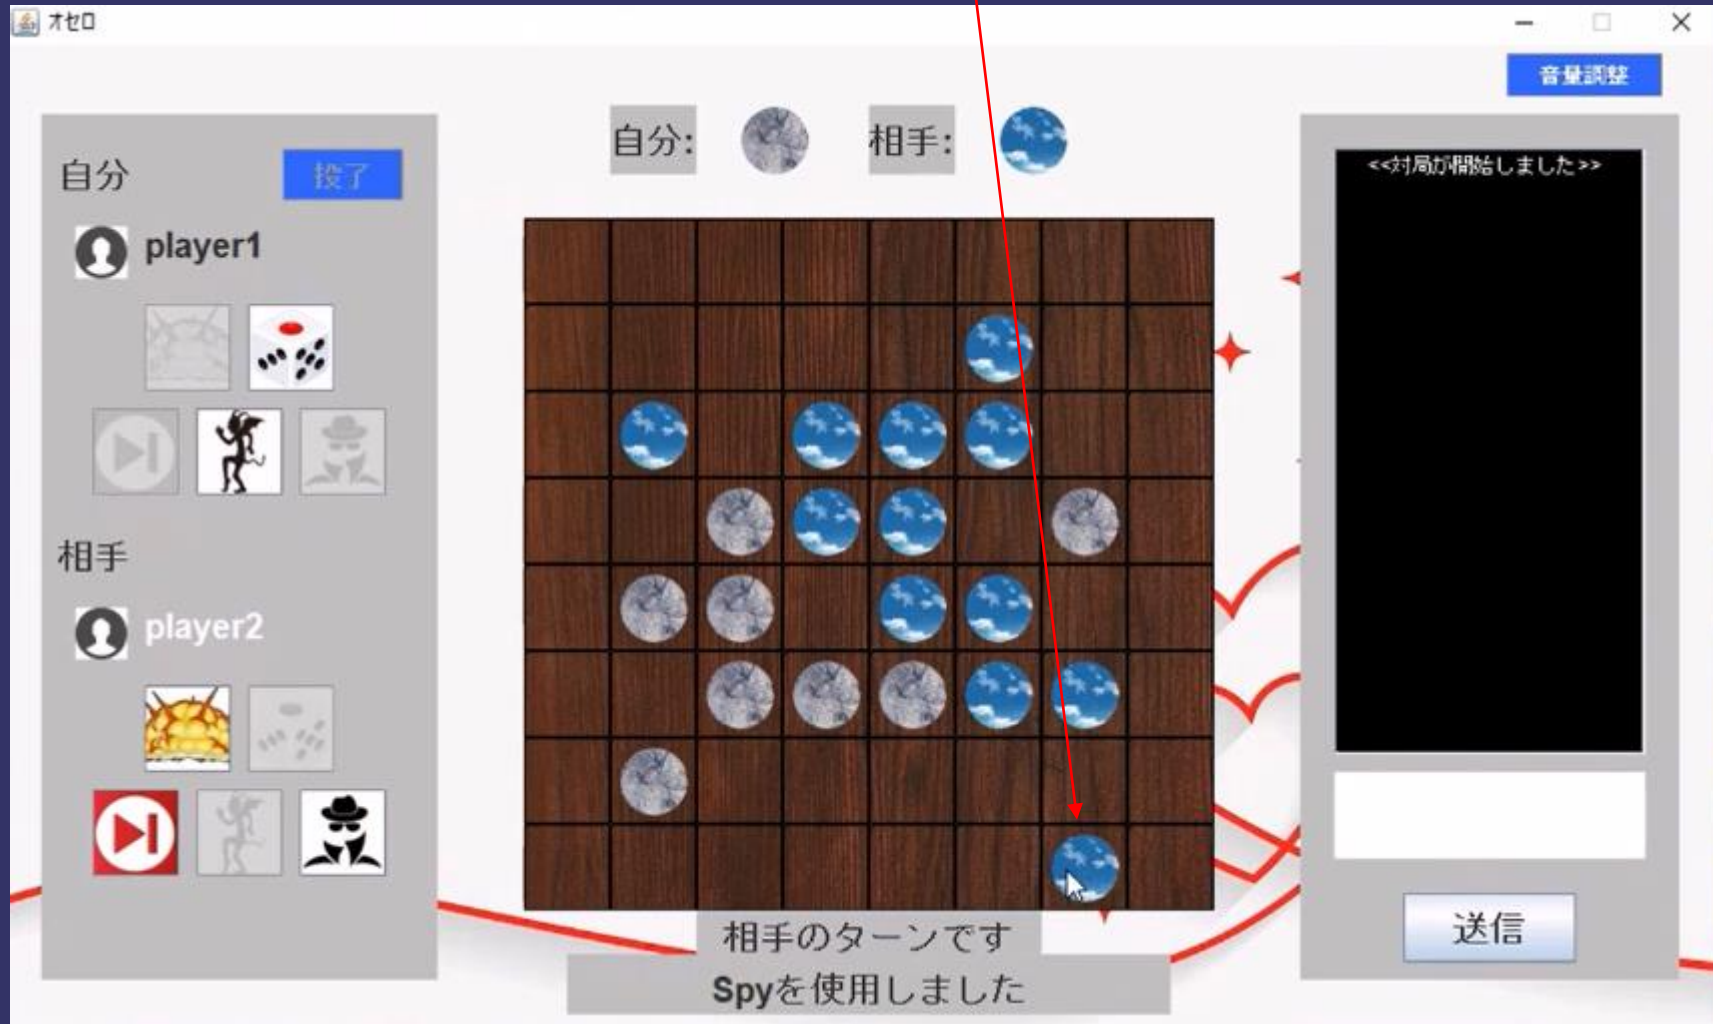 オセロ
音量調整
自分:
相手:
自分
投了
player1
相手
player2
<<対局が開始しました>>
送信
相手のターンです
Spyを使用しました